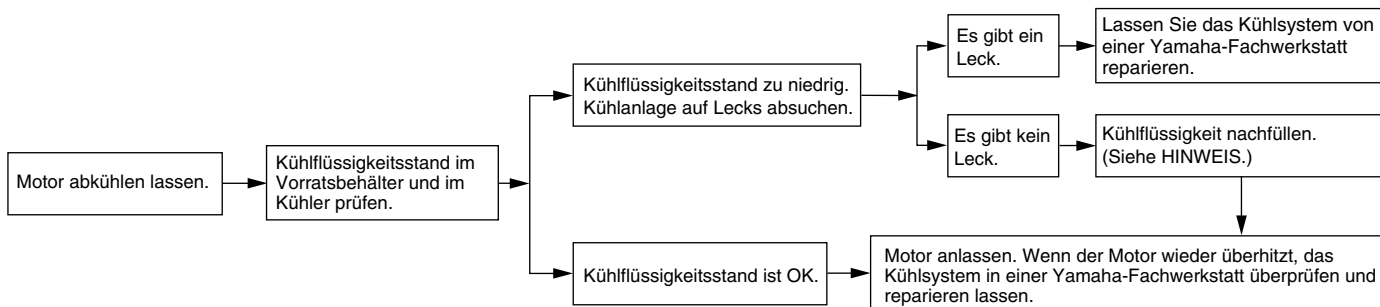 Motor abkühlen lassen.
Kühlflüssigkeitsstand im
Vorratsbehälter und im
Kühler prüfen.
Kühlflüssigkeitsstand zu niedrig.
Kühlanlage auf Lecks absuchen.
Es gibt ein
Leck.
Lassen Sie das Kühlsystem von
einer Yamaha-Fachwerkstatt
reparieren.
Es gibt kein
Leck.
Kühlflüssigkeit nachfüllen.
(Siehe HINWEIS.)
Kühlflüssigkeitsstand ist OK.
Motor anlassen. Wenn der Motor wieder überhitzt, das
Kühlsystem in einer Yamaha-Fachwerkstatt überprüfen und
reparieren lassen.